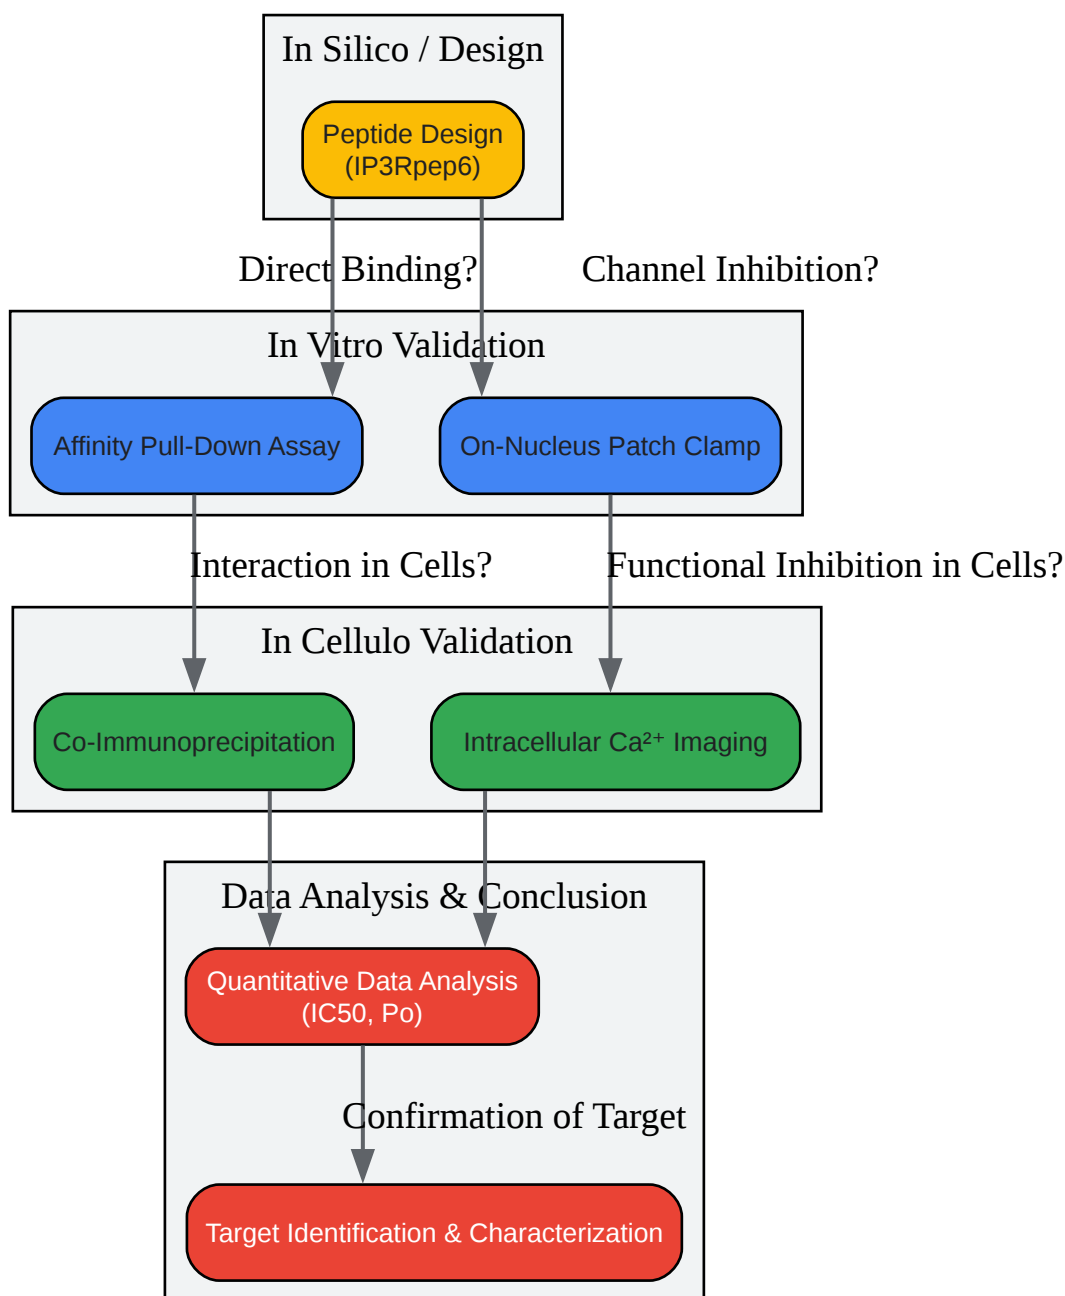 In Silico / Design
Peptide Design
(IP3Rpep6)
Direct Binding?
Channel Inhibition?
In Vitro Validation
Affinity Pull-Down Assay
On-Nucleus Patch Clamp
Interaction in Cells?
Functional Inhibition in Cells?
In Cellulo Validation
Co-Immunoprecipitation
Intracellular Ca²⁺ Imaging
Data Analysis & Conclusion
Quantitative Data Analysis
(IC50, Po)
Confirmation of Target
Target Identification & Characterization